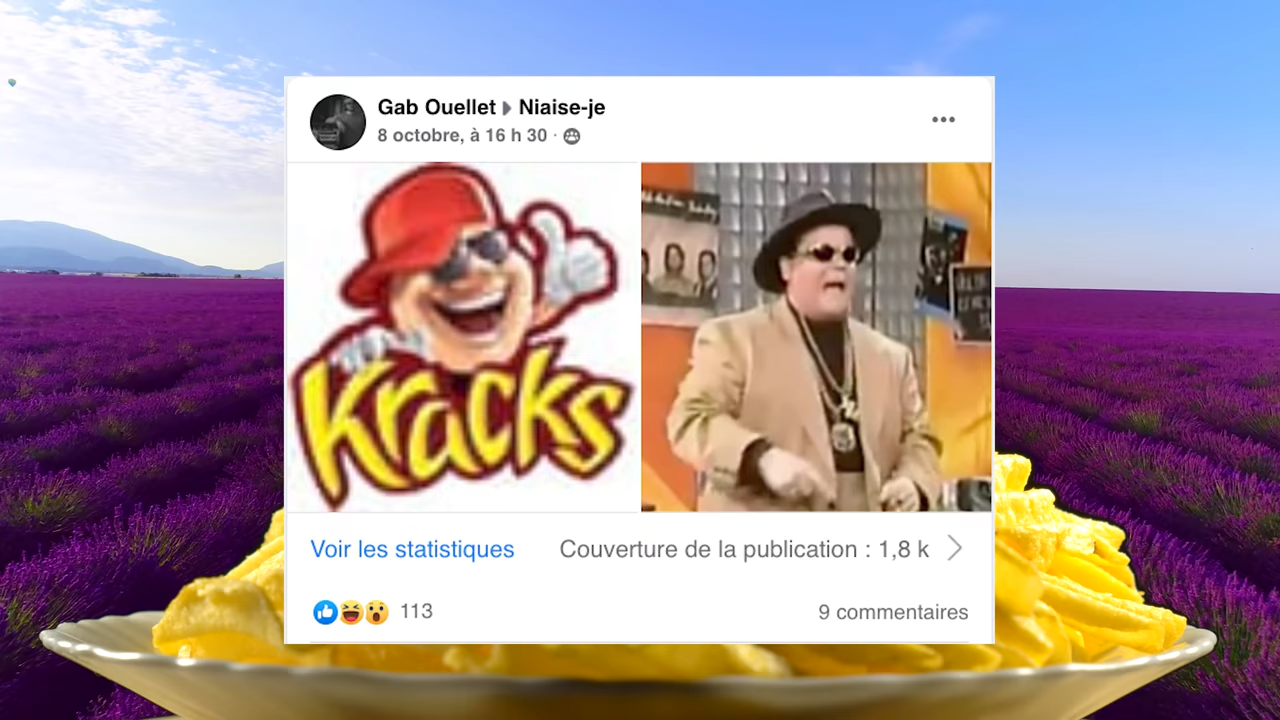 Gab Ouellet Niaise-je
8 octobre, à 16 h 30 ·
Kracks
Voir les statistiques
Couverture de la publication : 1,8 k
113
9 commentaires